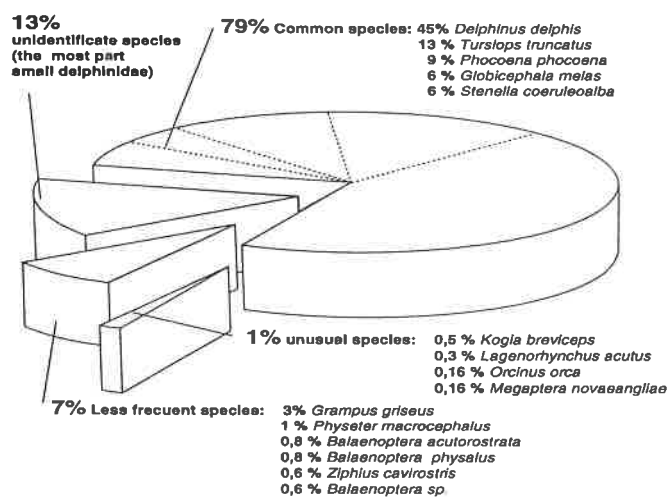 13%
unidentificate species
(the most part
small delphinidae)
79% Common species: 45% Delphinus delphis
13 % Tursiops truncatus
9 % Phocoena phocoena
6 % Globicephala melas
6 % Stenella coeruleoalba
1% unusual species: 0,5 % Kogia breviceps
0,3 % Lagenorhynchus acutus
0,16 % Orcinus orca
0,16 % Megaptera novaeangliae
7% Less frecuent species: 3% Grampus griseus
1 % Physeter macrocephalus
0,8 % Balaenoptera acutorostrata
0,8 % Balaenoptera physalus
0,6 % Ziphius cavirostris
0,6 % Balaenoptera sp.